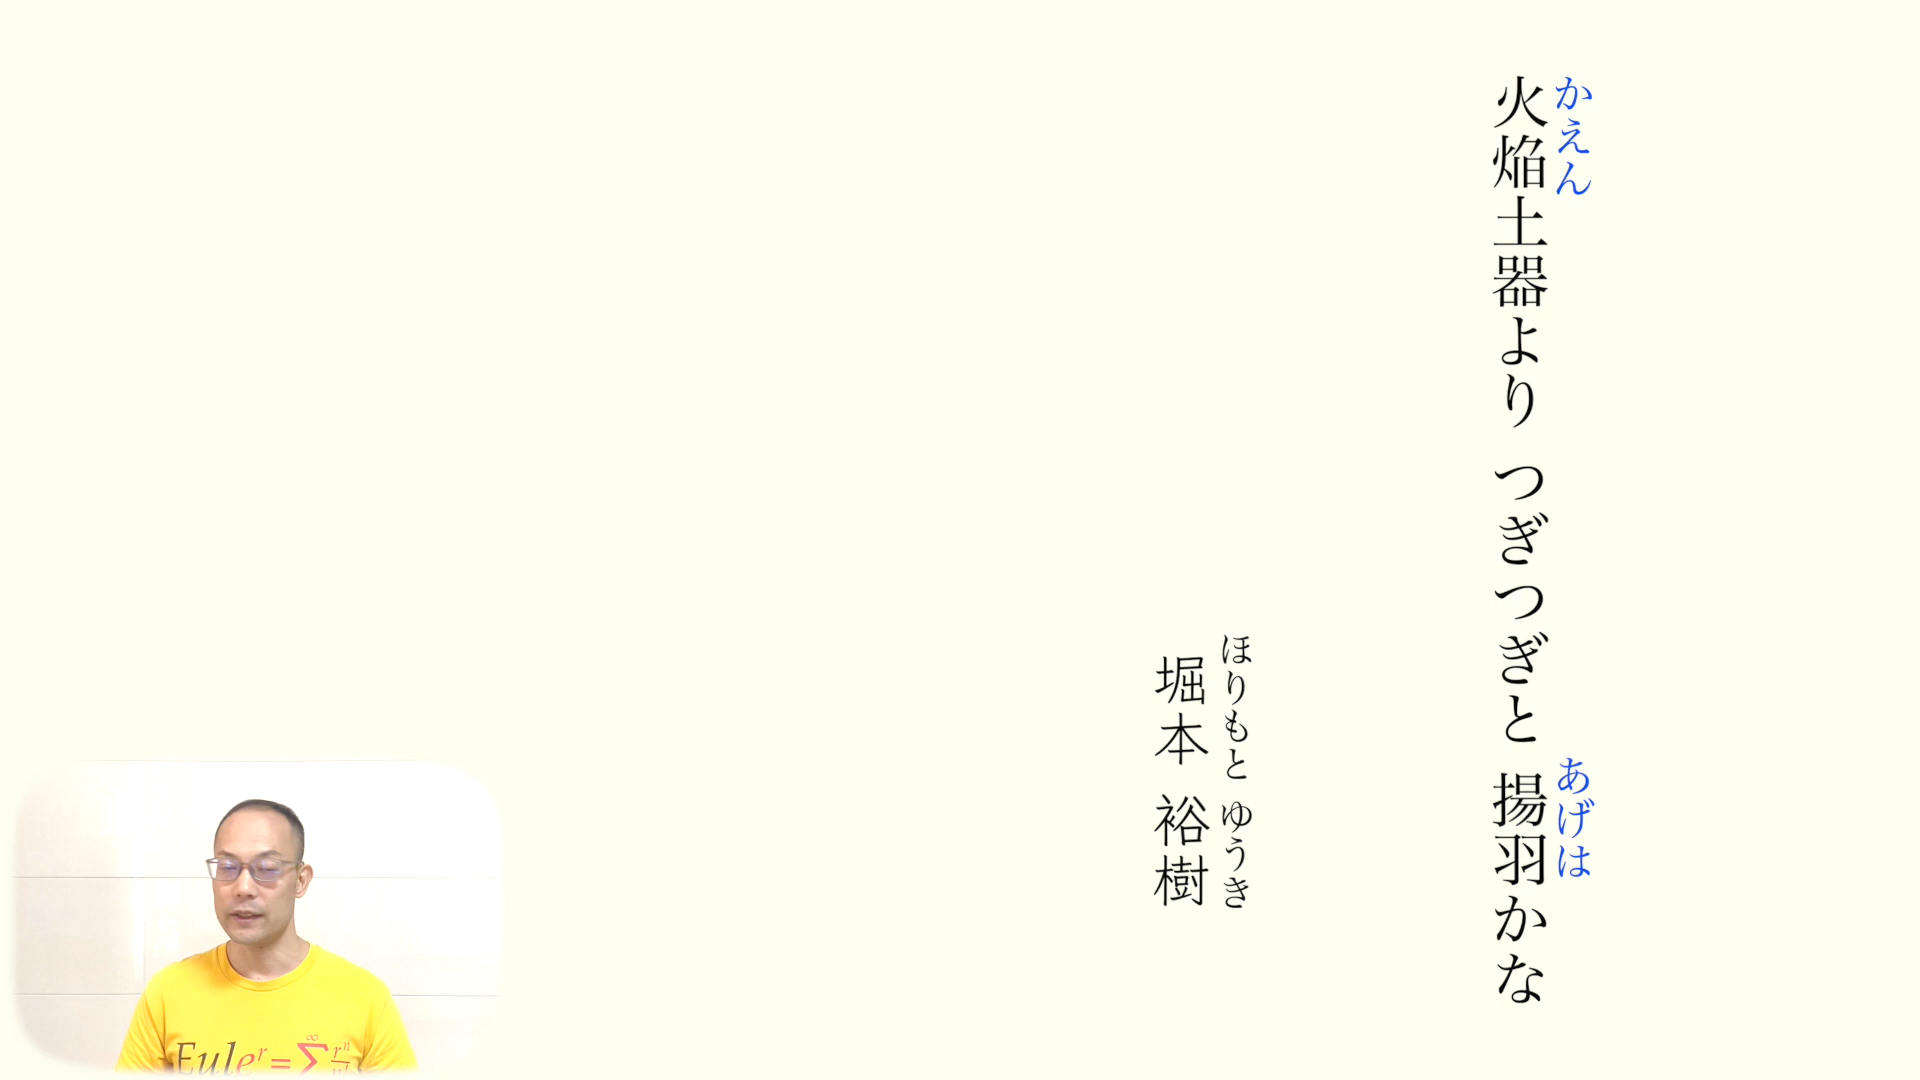 火焔土器より つぎつぎと 揚羽かな
かえん
あげは
堀本 裕樹
ほりもと ゆうき
Euler=∑